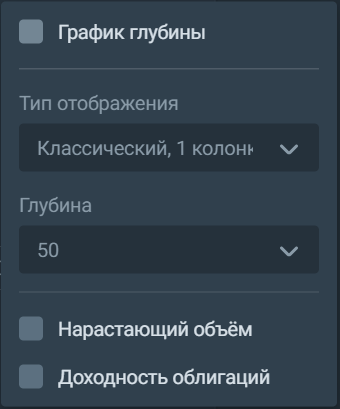 График глубины
Тип отображения
Классический, 1 колонк
Глубина
50
Нарастающий объём
Доходность облигаций